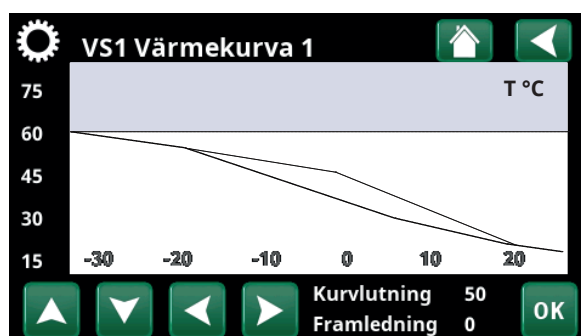 VS1 Värmekurva 1
T °C
75
60
45
30
15
-30 -20 -10 0 10 20
Kurvlutning 50
Framledning 0
OK